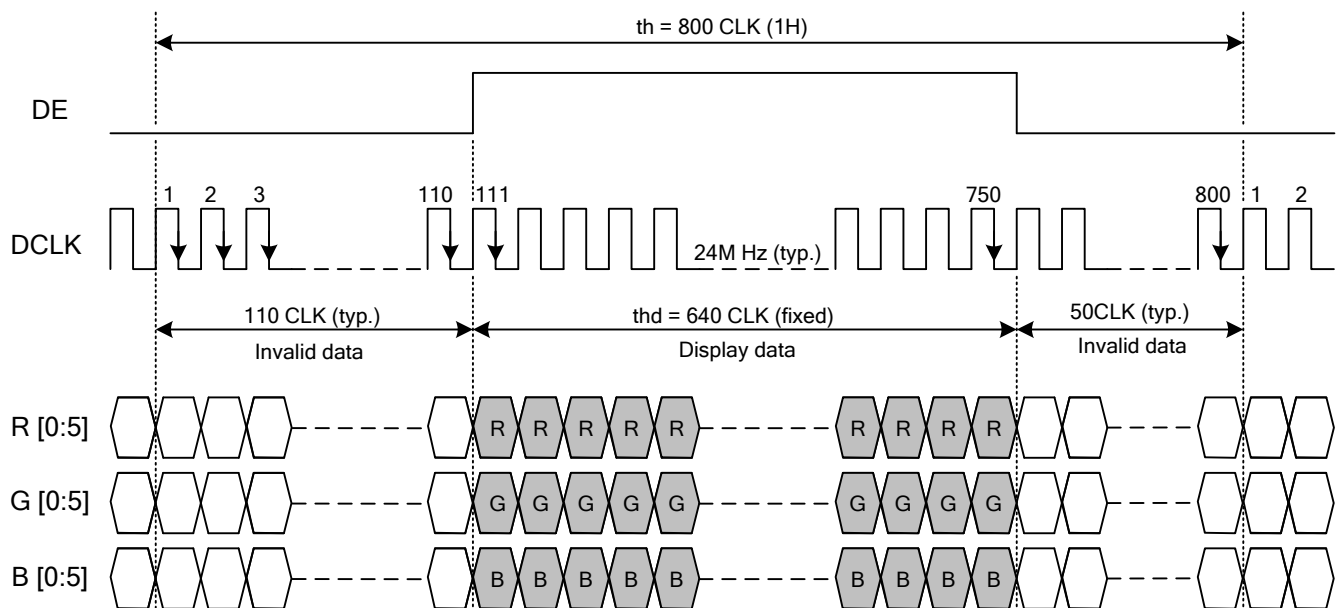 th = 800 CLK (1H)
DE
1 2 3 110 111 750 800 1 2
DCLK
24M Hz (typ.)
110 CLK (typ.) thd = 640 CLK (fixed) 50CLK (typ.)
Invalid data Display data Invalid data
R [0:5] R R R R R R R R R
G [0:5] G G G G G G G G G
B [0:5] B B B B B B B B B